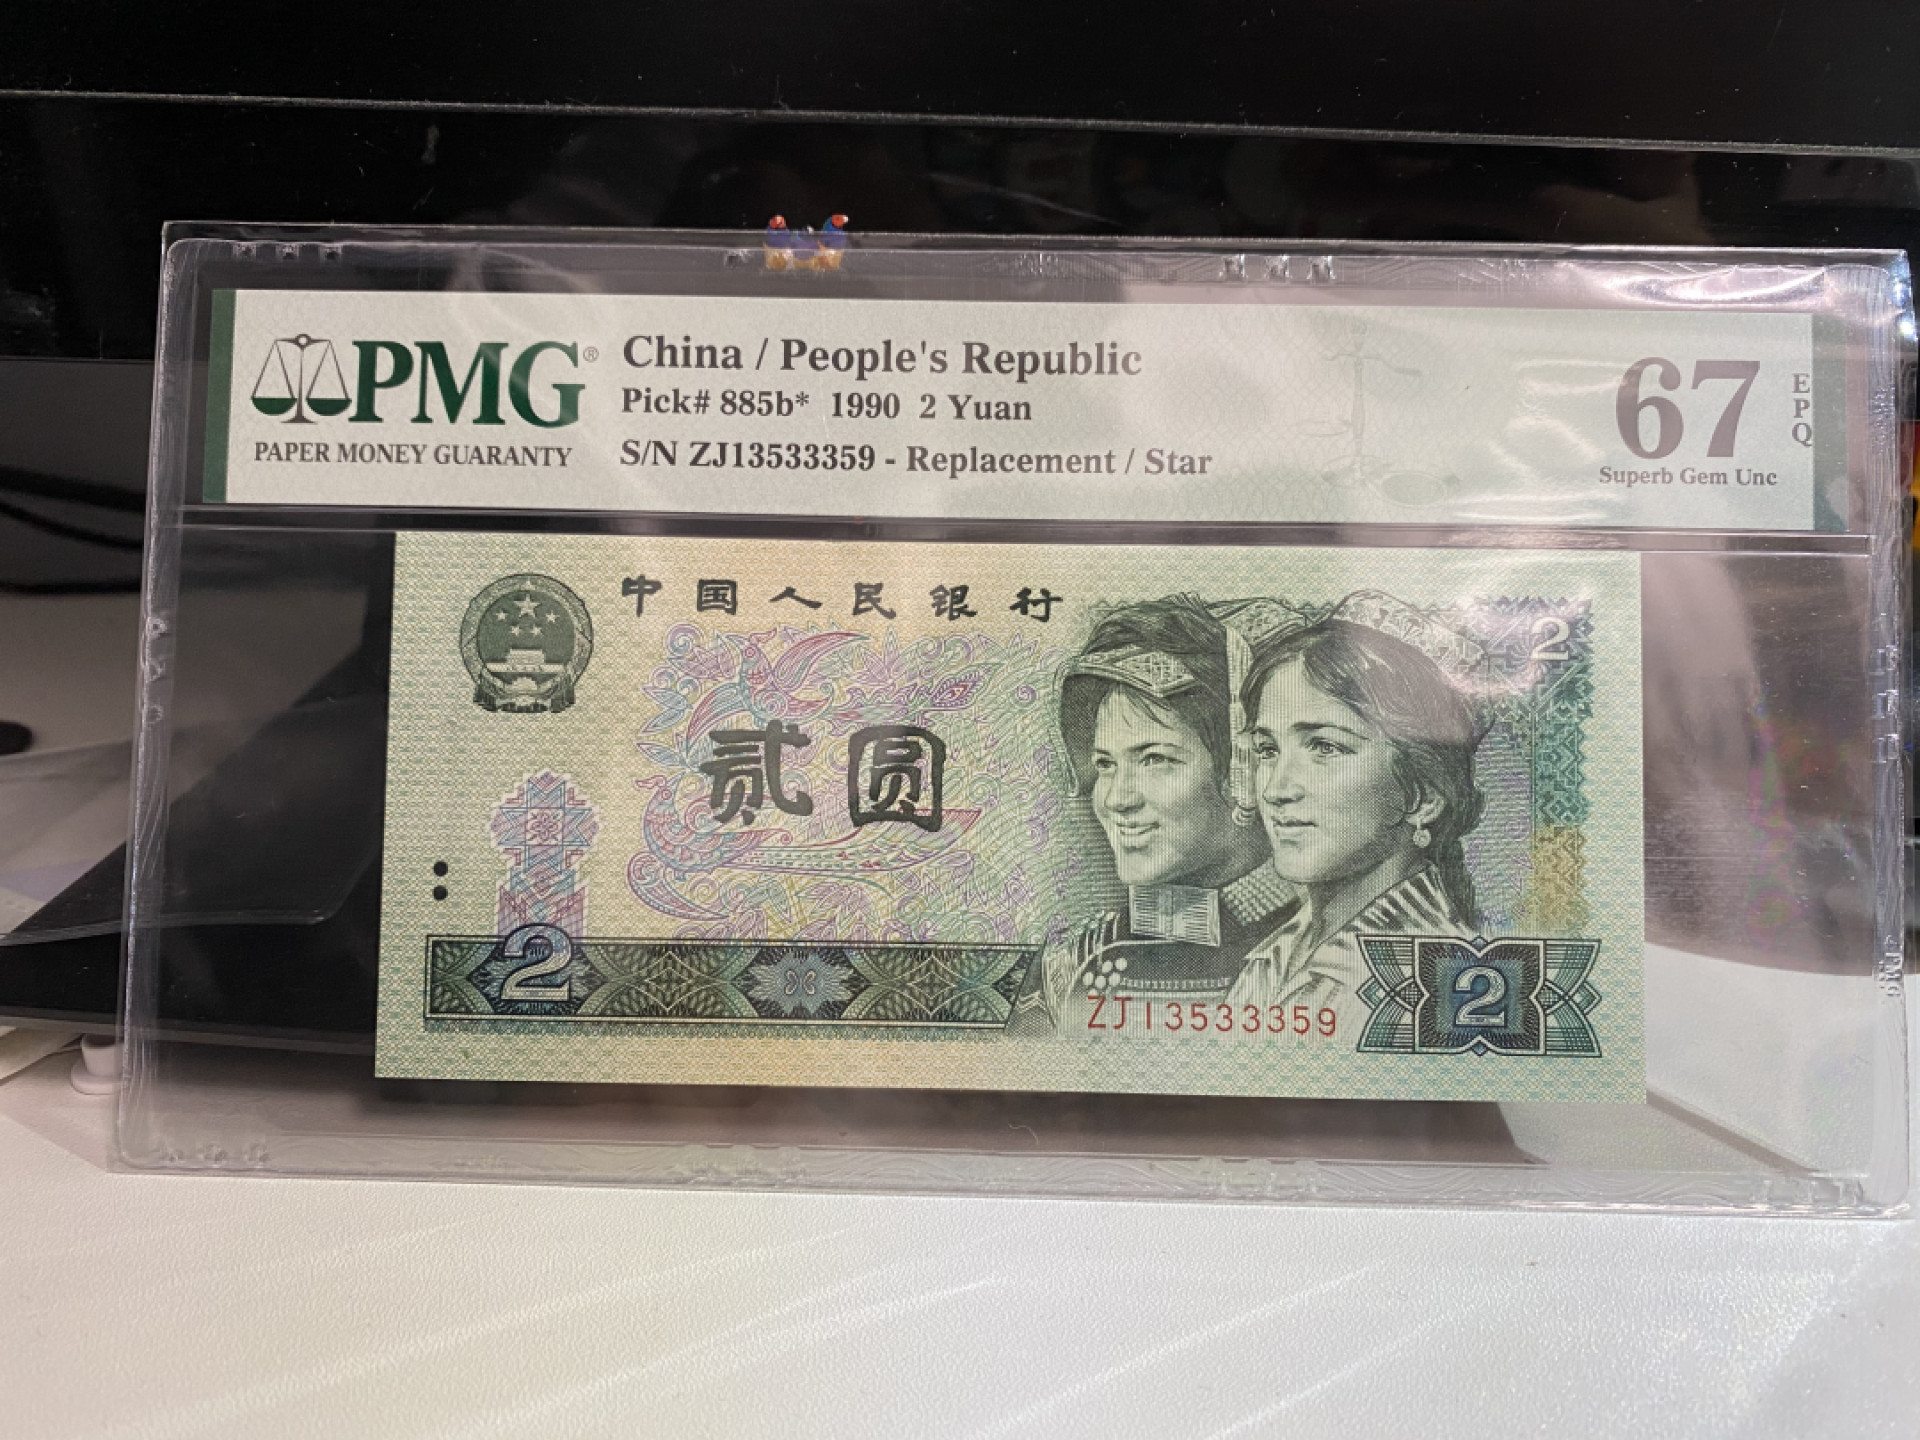 PMG®
PAPER MONEY GUARANTY
China / People's Republic
Pick# 885b* 1990 2 Yuan
S/N ZJ13533359 - Replacement / Star
67
EPQ
Superb Gem Unc
中国人民银行
2
贰圆
2
ZJ13533359
2
PMG